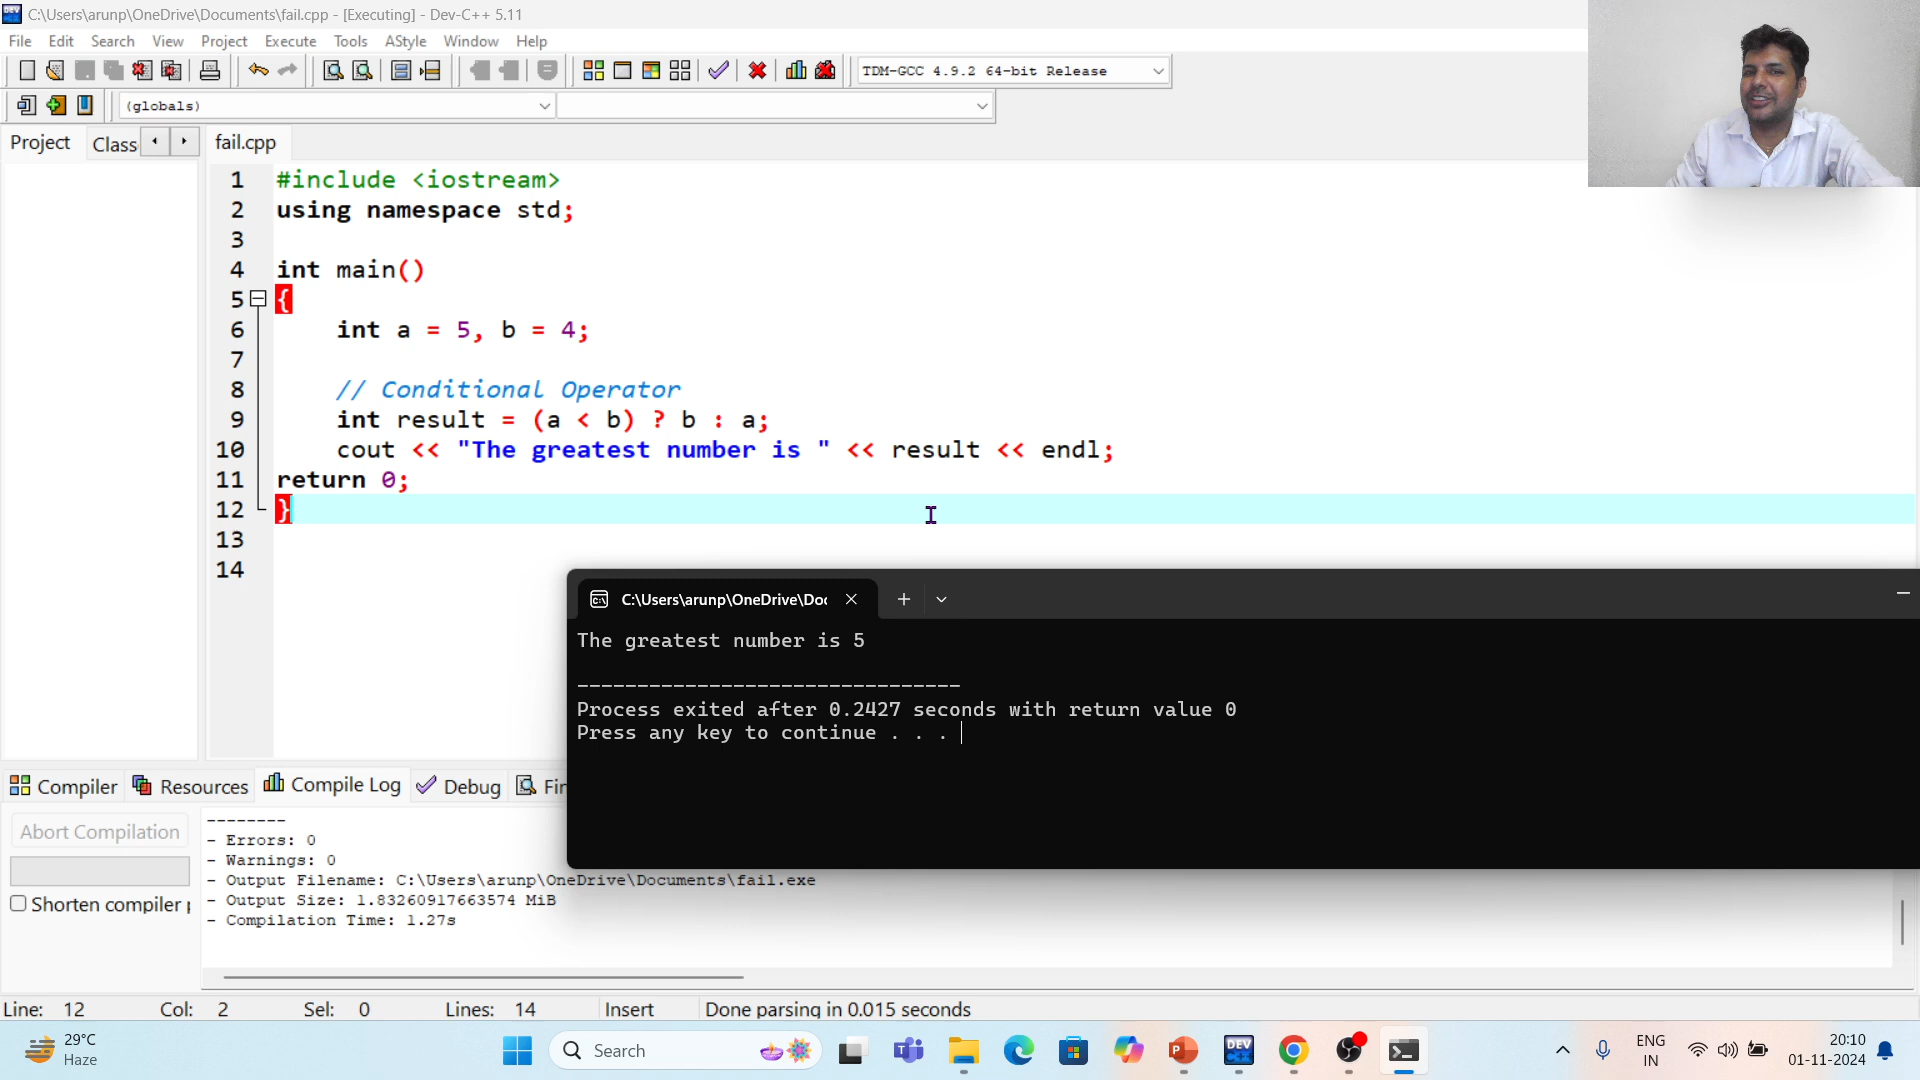 C:\Users\arunp\OneDrive\Documents\fail.cpp - [Executing] - Dev-C++ 5.11
File Edit Search View Project Execute Tools AStyle Window Help
TDM-GCC 4.9.2 64-bit Release
(globals)
Project Class fail.cpp
1 #include <iostream>
2 using namespace std;
3
4 int main()
5 {
6 int a = 5, b = 4;
7
8 // Conditional Operator
9 int result = (a < b) ? b : a;
10 cout << "The greatest number is " << result << endl;
11 return 0;
12 }
13
14
C:\Users\arunp\OneDrive\Doc
The greatest number is 5
--------------------------------
Process exited after 0.2427 seconds with return value 0
Press any key to continue . . .
Compiler Resources Compile Log Debug Fin
Abort Compilation
Shorten compiler p
--------
- Errors: 0
- Warnings: 0
- Output Filename: C:\Users\arunp\OneDrive\Documents\fail.exe
- Output Size: 1.83260917663574 MiB
- Compilation Time: 1.27s
Line: 12 Col: 2 Sel: 0 Lines: 14 Insert Done parsing in 0.015 seconds
29°C
Haze
Search
DEV
ENG
IN
20:10
01-11-2024